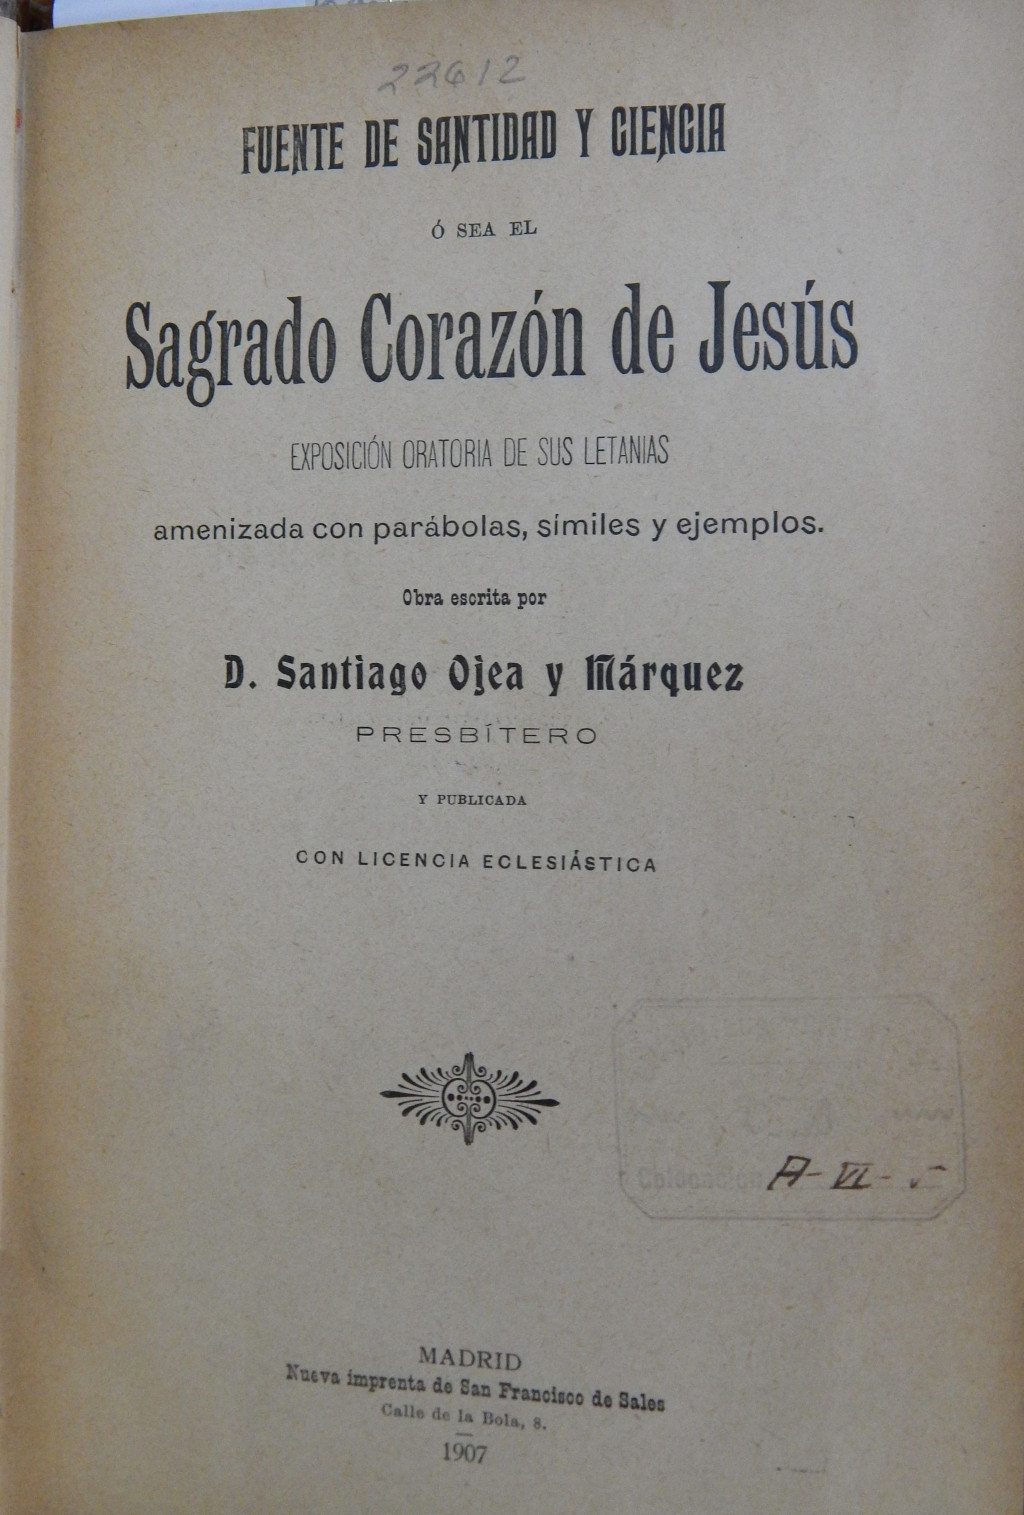 22612
FUENTE DE SANTIDAD Y CIENCIA
Ó SEA EL
Sagrado Corazón de Jesús
EXPOSICIÓN ORATORIA DE SUS LETANIAS
amenizada con parábolas, símiles y ejemplos.
Obra escrita por
D. Santiago Ojea y Márquez
PRESBÍTERO
Y PUBLICADA
CON LICENCIA ECLESIÁSTICA
Colocación A-VI-5
MADRID
Nueva imprenta de San Francisco de Sales
Calle de la Bola, 8.
1907